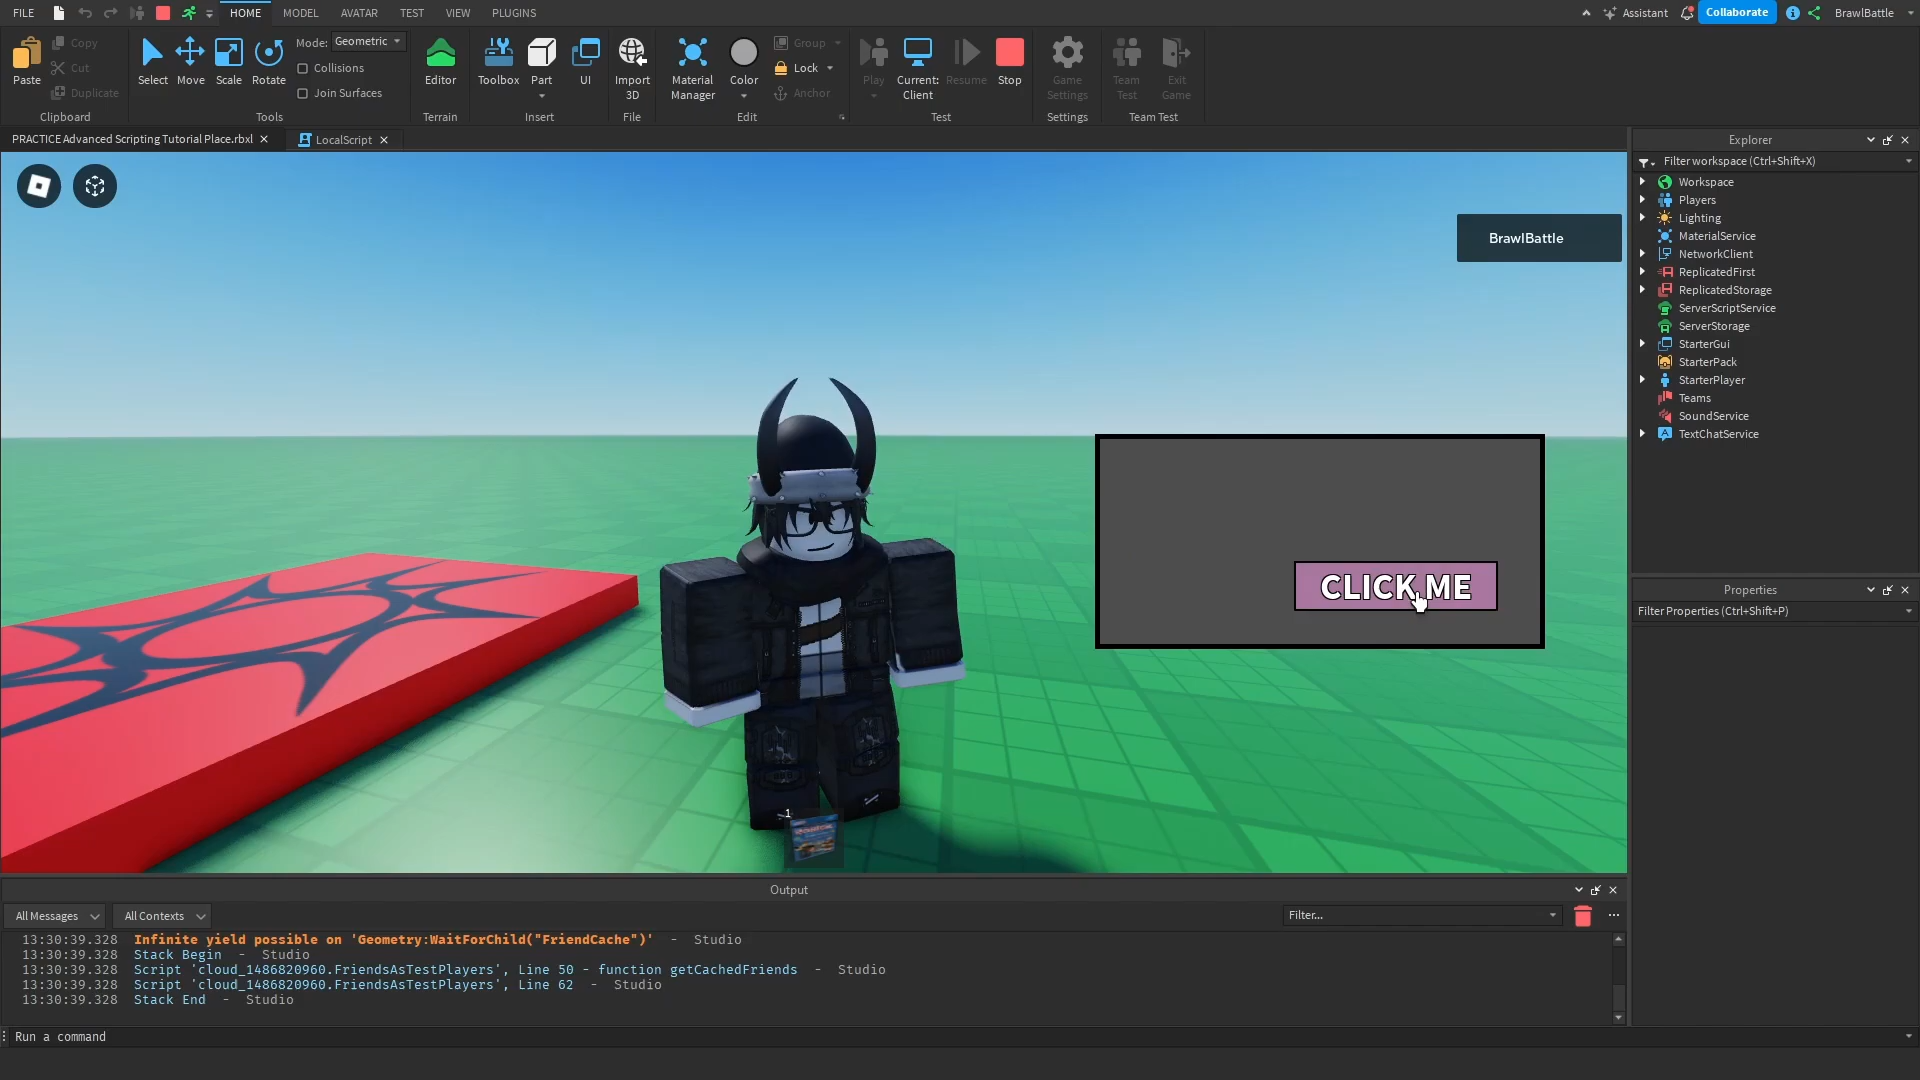 FILE HOME MODEL AVATAR TEST VIEW PLUGINS Assistant Collaborate BrawlBattle
Paste Copy Cut Duplicate Clipboard
Select Move Scale Rotate Mode: Geometric Collisions Join Surfaces Tools
Editor Terrain
Toolbox Part UI Insert
Import 3D File
Material Manager Color Group Lock Anchor Edit
Play Current: Client Resume Stop Test
Game Settings Settings
Team Test Exit Game Team Test
PRACTICE Advanced Scripting Tutorial Place.rbxl LocalScript
BrawlBattle
CLICK ME
1
Explorer
Filter workspace (Ctrl+Shift+X)
Workspace
Players
Lighting
MaterialService
NetworkClient
ReplicatedFirst
ReplicatedStorage
ServerScriptService
ServerStorage
StarterGui
StarterPack
StarterPlayer
Teams
SoundService
TextChatService
Properties
Filter Properties (Ctrl+Shift+P)
Output
All Messages All Contexts Filter...
13:30:39.328 Infinite yield possible on 'Geometry:WaitForChild("FriendCache")' - Studio
13:30:39.328 Stack Begin - Studio
13:30:39.328 Script 'cloud_1486820960.FriendsAsTestPlayers', Line 50 - function getCachedFriends - Studio
13:30:39.328 Script 'cloud_1486820960.FriendsAsTestPlayers', Line 62 - Studio
13:30:39.328 Stack End - Studio
Run a command